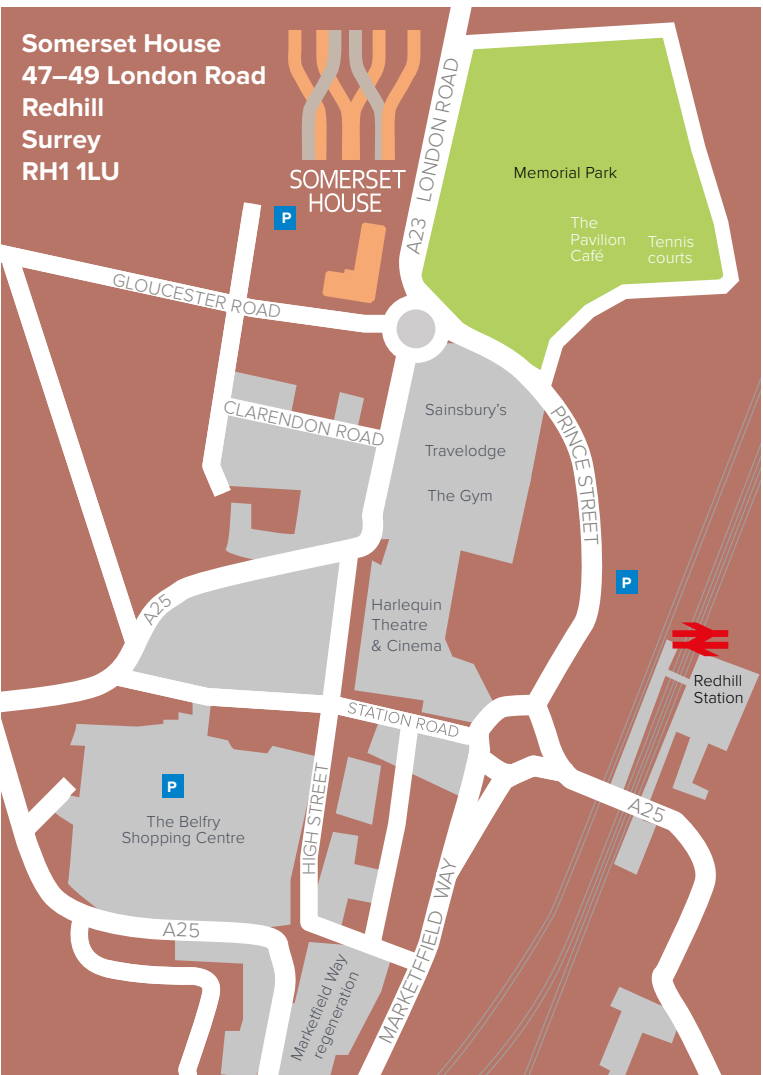 Somerset House
47–49 London Road
Redhill
Surrey
RH1 1LU
SOMERSET
HOUSE
P
A23 LONDON ROAD
Memorial Park
The
Pavilion
Café
Tennis
courts
GLOUCESTER ROAD
CLARENDON ROAD
Sainsbury's
Travelodge
The Gym
PRINCE STREET
P
A25
Harlequin
Theatre
& Cinema
Redhill
Station
STATION ROAD
P
The Belfry
Shopping Centre
HIGH STREET
A25
MARKETFFIELD WAY
A25
Marketfield Way
regeneration